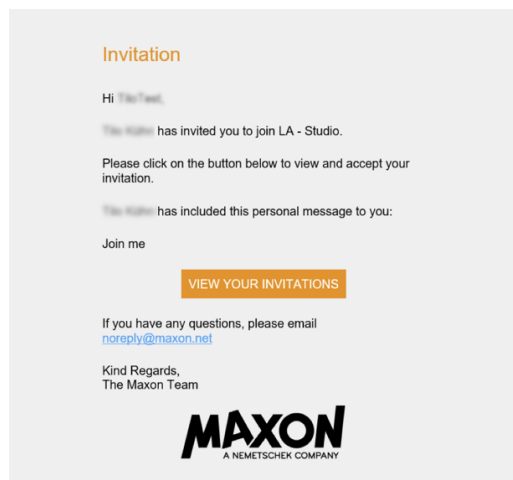 Invitation
Hi
has invited you to join LA - Studio.
Please click on the button below to view and accept your
invitation.
has included this personal message to you:
Join me
VIEW YOUR INVITATIONS
If you have any questions, please email
noreply@maxon.net
Kind Regards,
The Maxon Team
MAXON
A NEMETSCHEK COMPANY